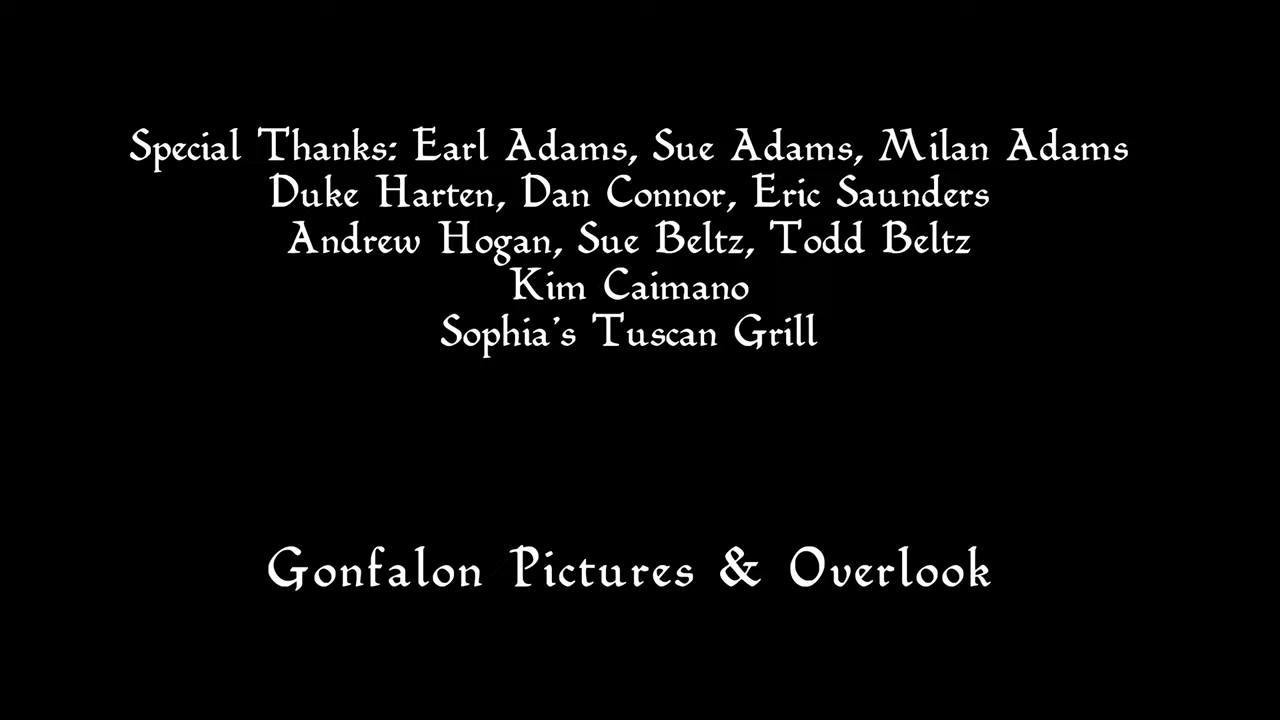 Special Thanks: Earl Adams, Sue Adams, Milan Adams
Duke Harten, Dan Connor, Eric Saunders
Andrew Hogan, Sue Beltz, Todd Beltz
Kim Caimano
Sophia's Tuscan Grill
Gonfalon Pictures & Overlook